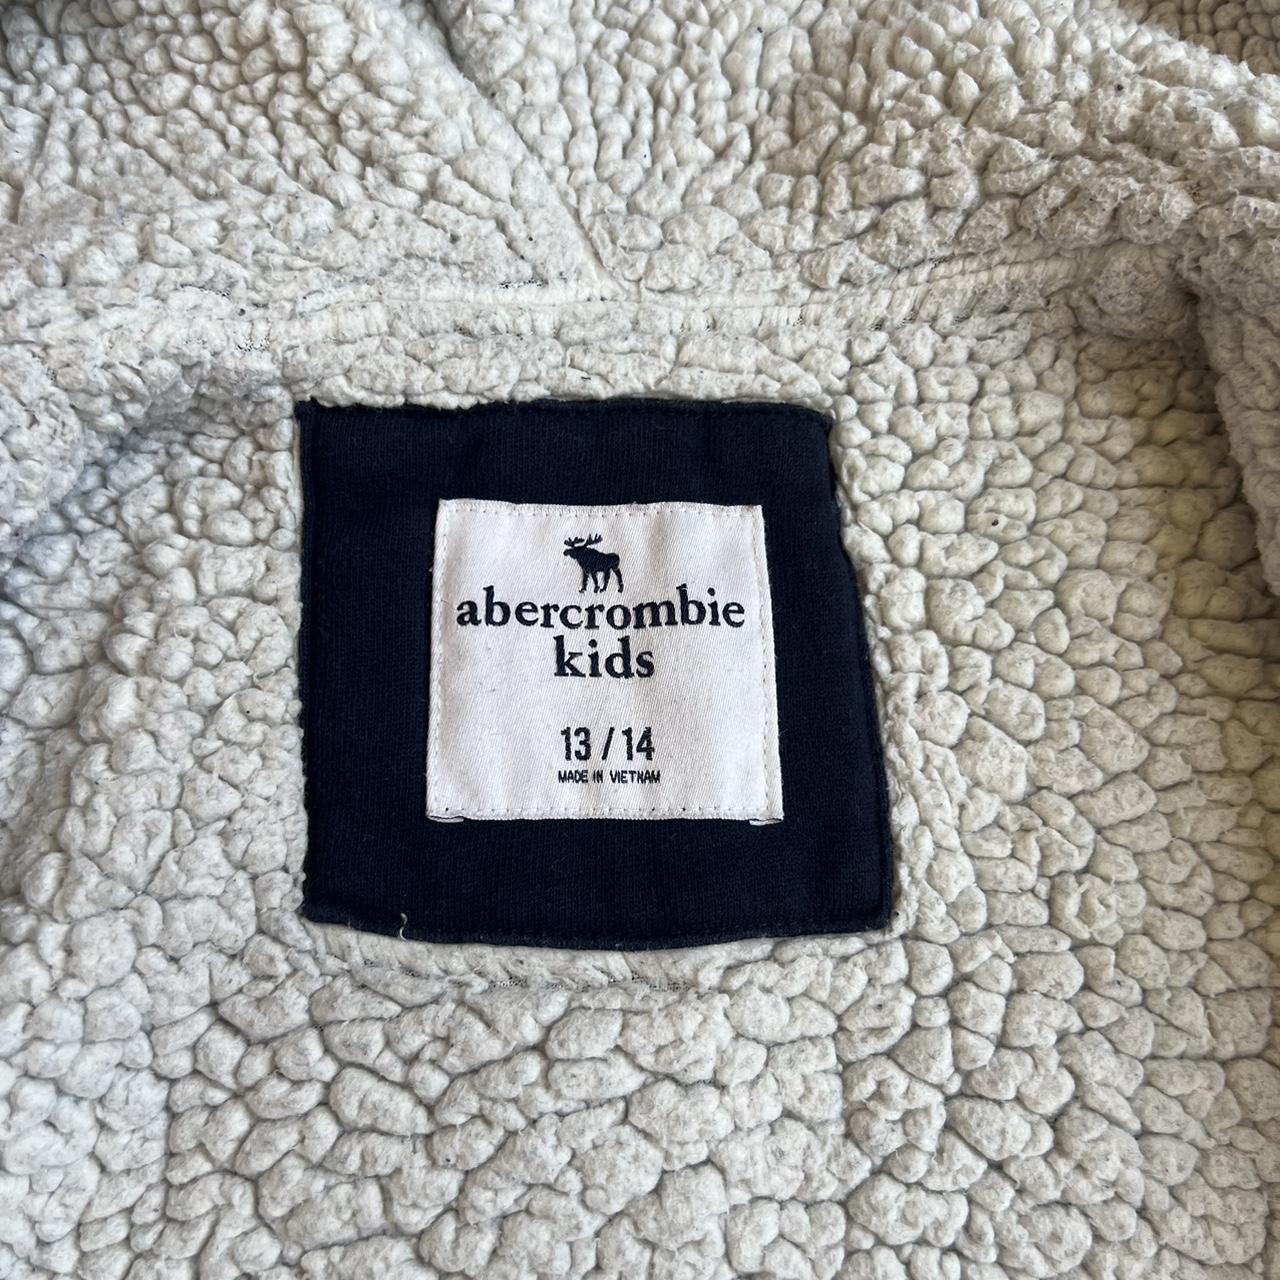 abercrombie
kids
13 / 14
MADE IN VIETNAM